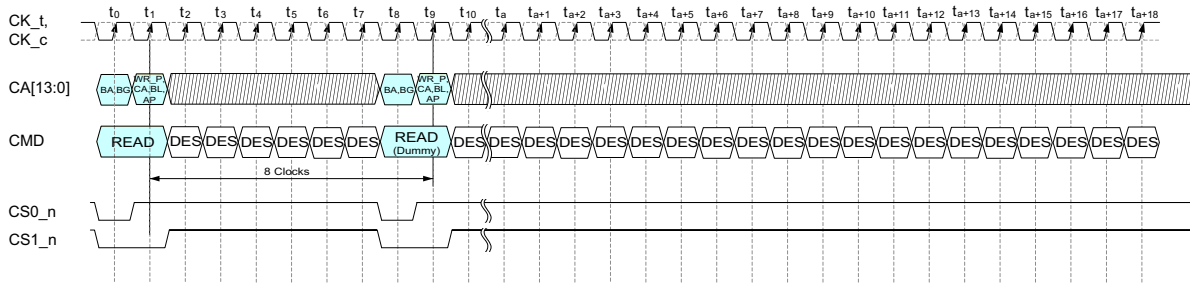 t0 t1 t2 t3 t4 t5 t6 t7 t8 t9 t10 ta ta+1 ta+2 ta+3 ta+4 ta+5 ta+6 ta+7 ta+8 ta+9 ta+10 ta+11 ta+12 ta+13 ta+14 ta+15 ta+16 ta+17 ta+18
CK_t,
CK_c
CA[13:0] BA,BG WR_P, CA,BL, AP BA,BG WR_P, CA,BL, AP
CMD READ DES DES DES DES DES DES READ (Dummy) DES DES DES DES DES DES DES DES DES DES DES DES DES DES DES DES DES DES DES DES
8 Clocks
CS0_n
CS1_n